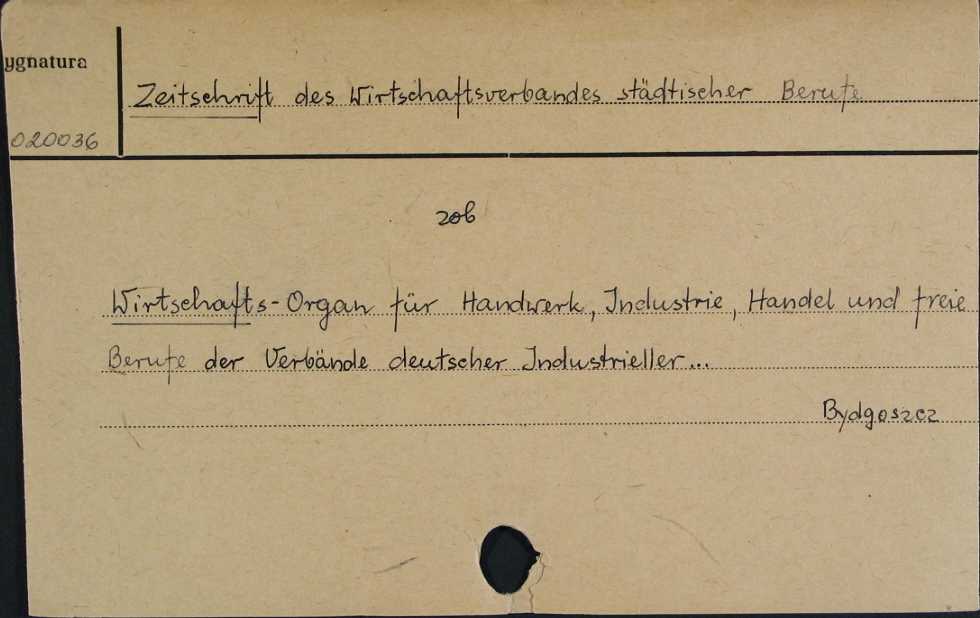 ygnatura
Zeitschrift des Wirtschaftsverbandes städtischer Berufe
020036
zob
Wirtschafts-Organ für Handwerk, Industrie, Handel und freie
Berufe der Verbände deutscher Industrieller...
Bydgoszcz